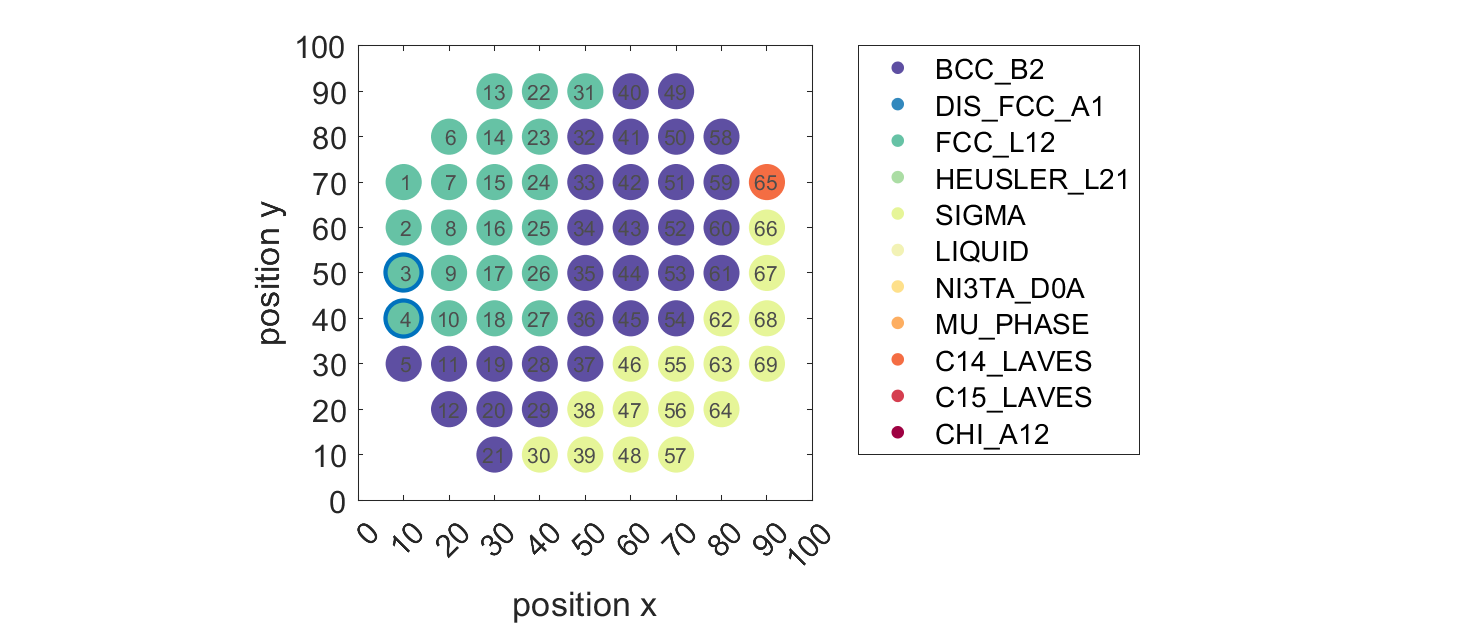 100
90
80
70
60
50
40
30
20
10
0
13 22 31 40 49
6 14 23 32 41 50 58
1 7 15 24 33 42 51 59 65
2 8 16 25 34 43 52 60 66
3 9 17 26 35 44 53 61 67
4 10 18 27 36 45 54 62 68
5 11 19 28 37 46 55 63 69
12 20 29 38 47 56 64
21 30 39 48 57
0 10 20 30 40 50 60 70 80 90 100
position x
position y
BCC_B2
DIS_FCC_A1
FCC_L12
HEUSLER_L21
SIGMA
LIQUID
NI3TA_D0A
MU_PHASE
C14_LAVES
C15_LAVES
CHI_A12